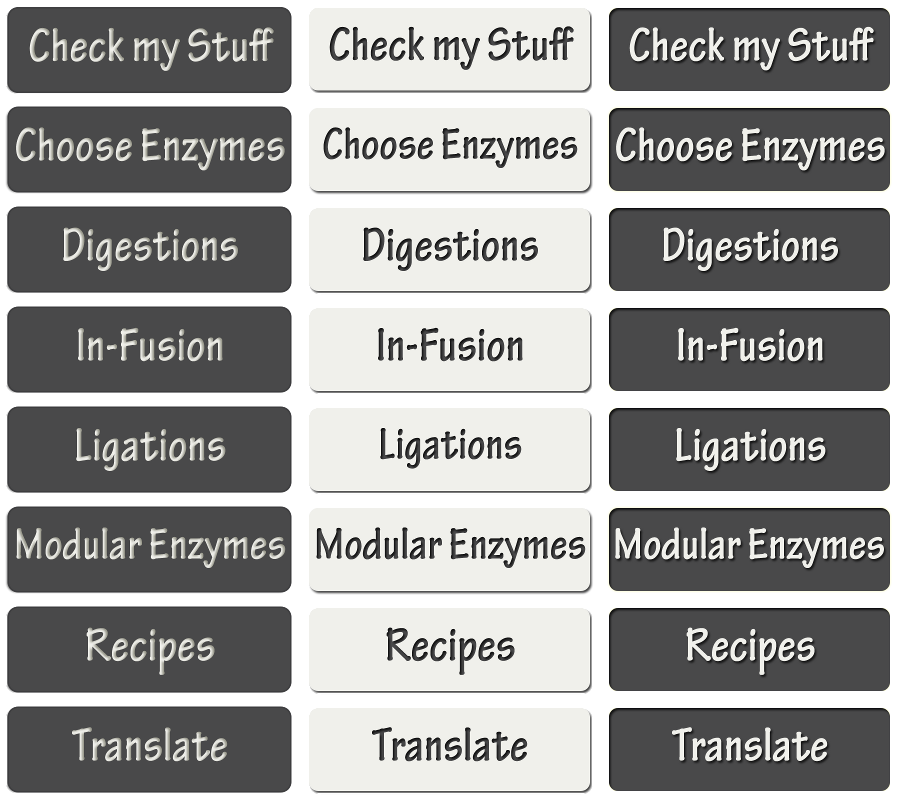 Check my Stuff Check my Stuff Check my Stuff
Choose Enzymes Choose Enzymes Choose Enzymes
Digestions Digestions Digestions
In-Fusion In-Fusion In-Fusion
Ligations Ligations Ligations
Modular Enzymes Modular Enzymes Modular Enzymes
Recipes Recipes Recipes
Translate Translate Translate